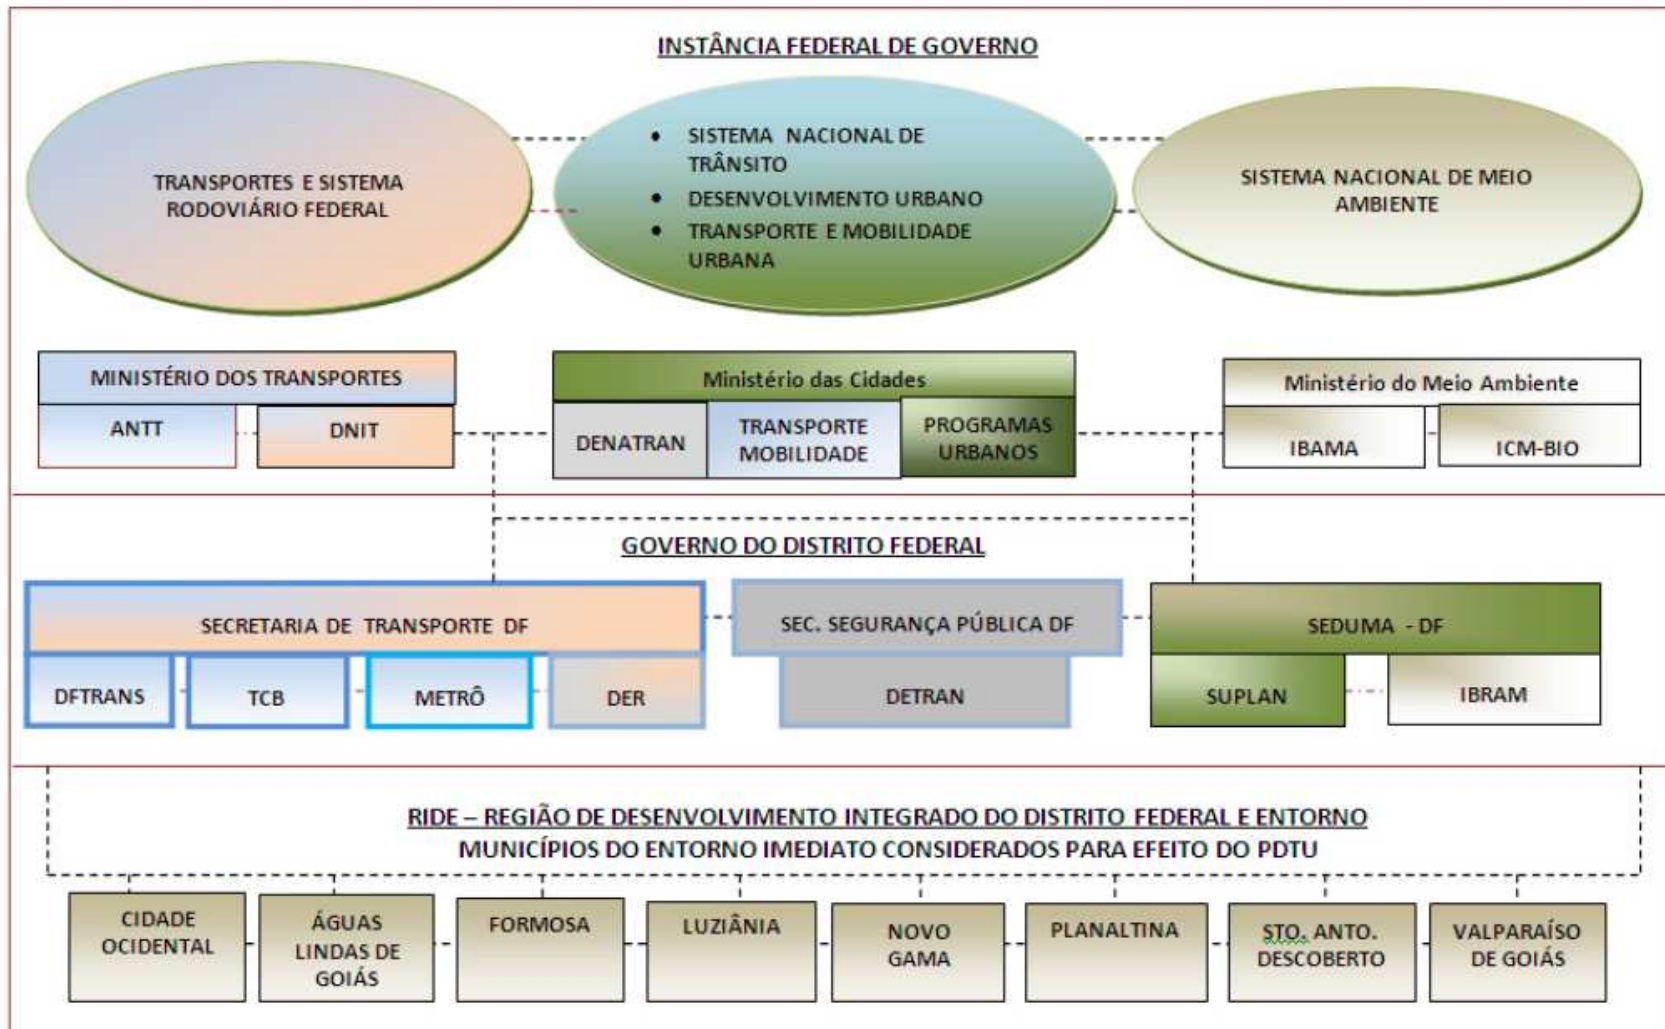 INSTÂNCIA FEDERAL DE GOVERNO
TRANSPORTES E SISTEMA
RODOVIÁRIO FEDERAL
• SISTEMA NACIONAL DE
TRÂNSITO
• DESENVOLVIMENTO URBANO
• TRANSPORTE E MOBILIDADE
URBANA
SISTEMA NACIONAL DE MEIO
AMBIENTE
MINISTÉRIO DOS TRANSPORTES
ANTT
DNIT
Ministério das Cidades
DENATRAN
TRANSPORTE
MOBILIDADE
PROGRAMAS
URBANOS
Ministério do Meio Ambiente
IBAMA
ICM-BIO
GOVERNO DO DISTRITO FEDERAL
SECRETARIA DE TRANSPORTE DF
DFTRANS
TCB
METRÔ
DER
SEC. SEGURANÇA PÚBLICA DF
DETRAN
SEDUMA - DF
SUPLAN
IBRAM
RIDE – REGIÃO DE DESENVOLVIMENTO INTEGRADO DO DISTRITO FEDERAL E ENTORNO
MUNICÍPIOS DO ENTORNO IMEDIATO CONSIDERADOS PARA EFEITO DO PDTU
CIDADE
OCIDENTAL
ÁGUAS
LINDAS DE
GOIÁS
FORMOSA
LUZIÂNIA
NOVO
GAMA
PLANALTINA
STO. ANTO.
DESCOBERTO
VALPARAÍSO
DE GOIÁS